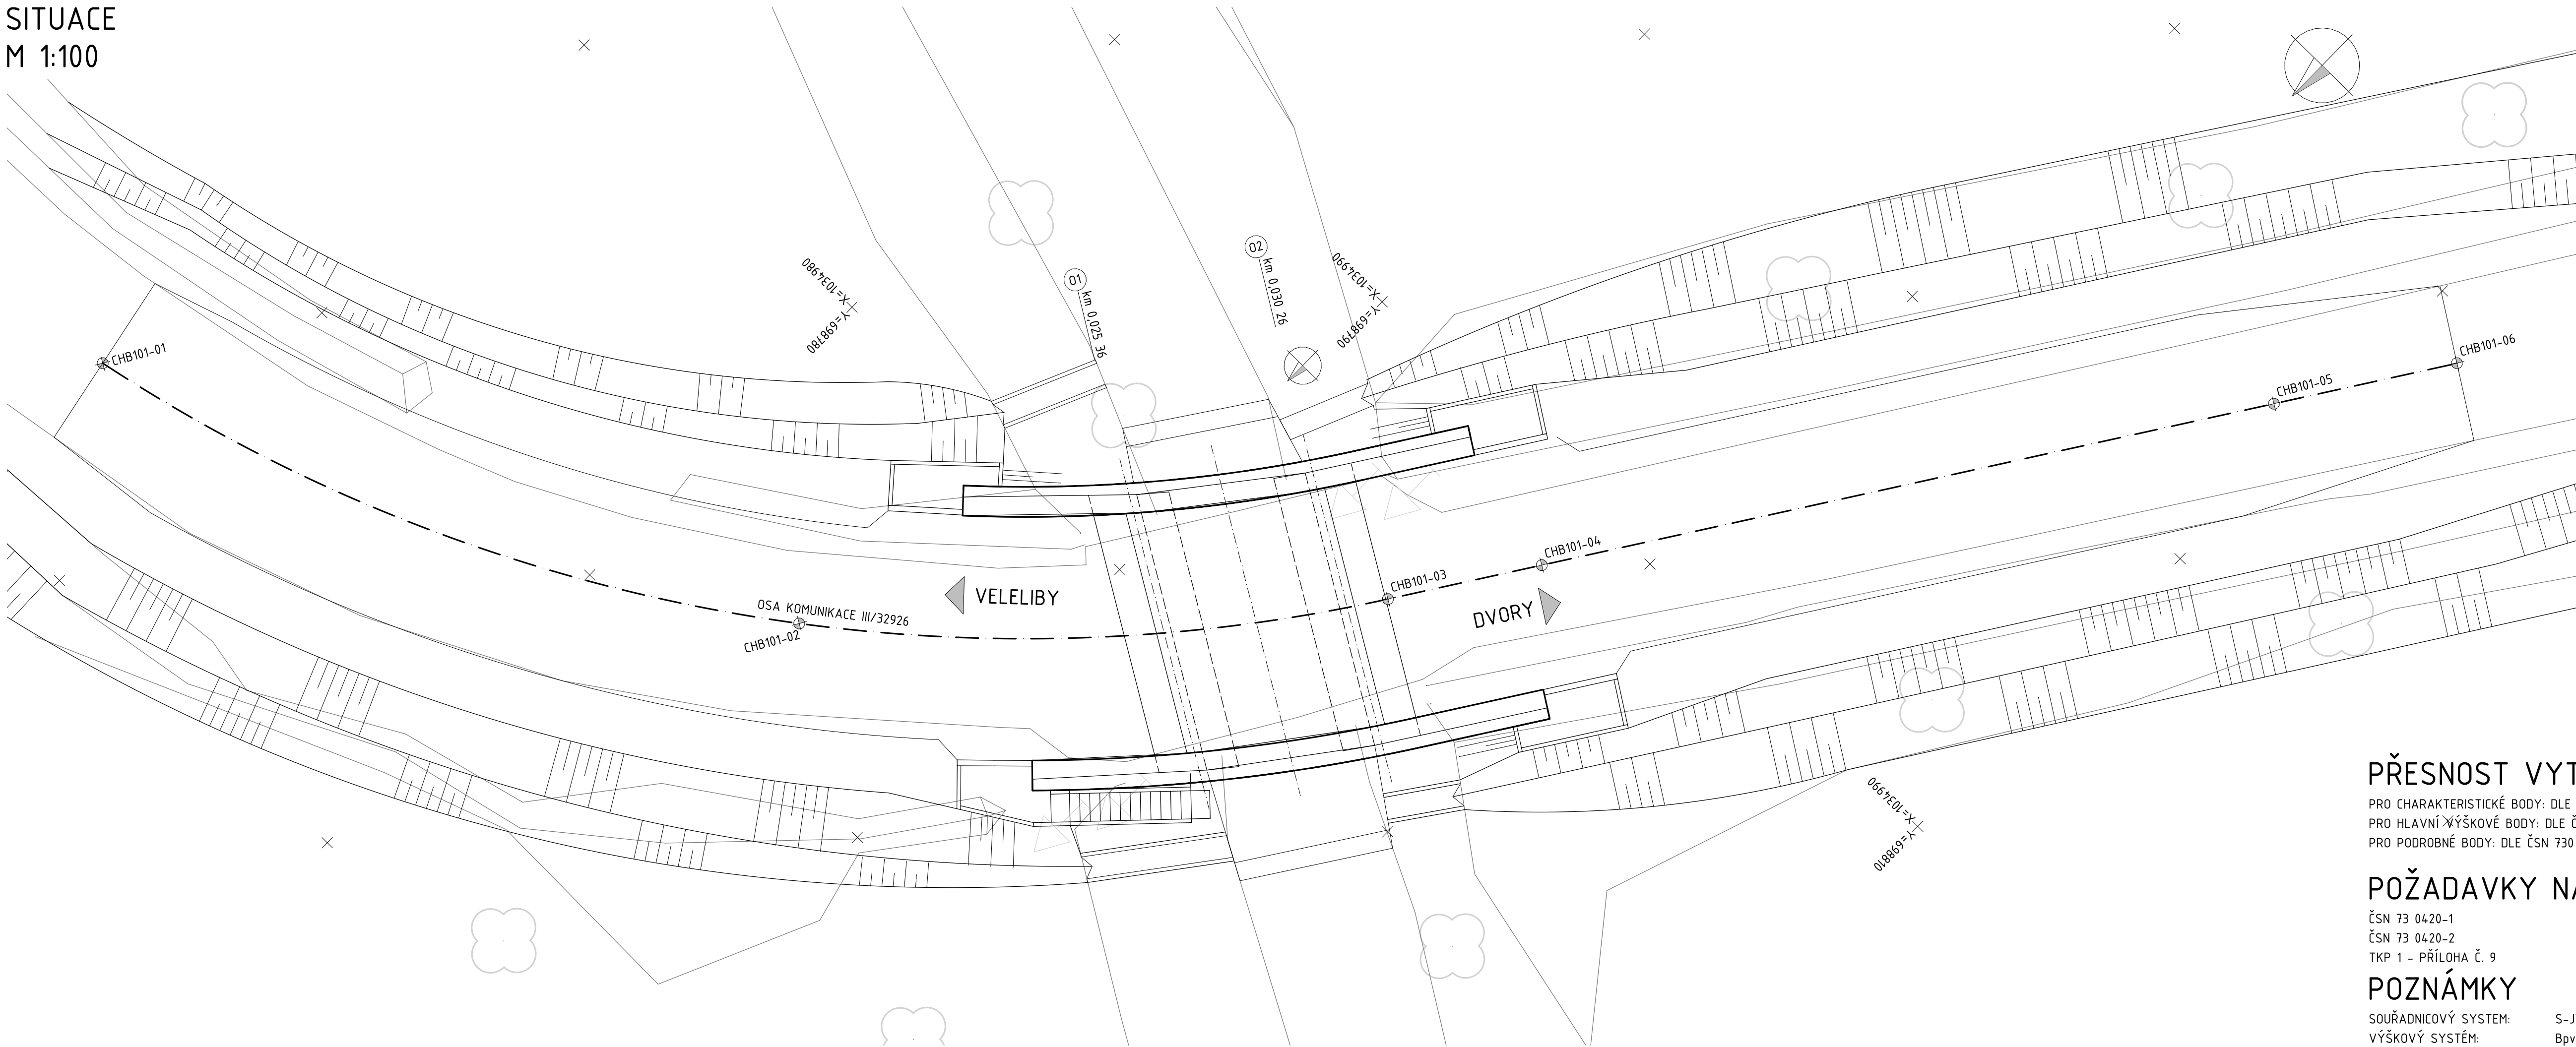 SITUACE
M 1:100
X=1034980
Y=698780
01
km 0,025 36
02
km 0,030 26
X=1034990
Y=698790
CHB101-01
CHB101-06
CHB101-05
CHB101-04
CHB101-03
VELELIBY
DVORY
OSA KOMUNIKACE III/32926
CHB101-02
X=1034990
Y=698810
PŘESNOST VYT
PRO CHARAKTERISTICKÉ BODY: DLE
PRO HLAVNÍ VÝŠKOVÉ BODY: DLE Č
PRO PODROBNÉ BODY: DLE ČSN 730
POŽADAVKY NA
ČSN 73 0420-1
ČSN 73 0420-2
TKP 1 - PŘÍLOHA Č. 9
POZNÁMKY
SOUŘADNICOVÝ SYSTEM: S-J
VÝŠKOVÝ SYSTÉM: Bpv